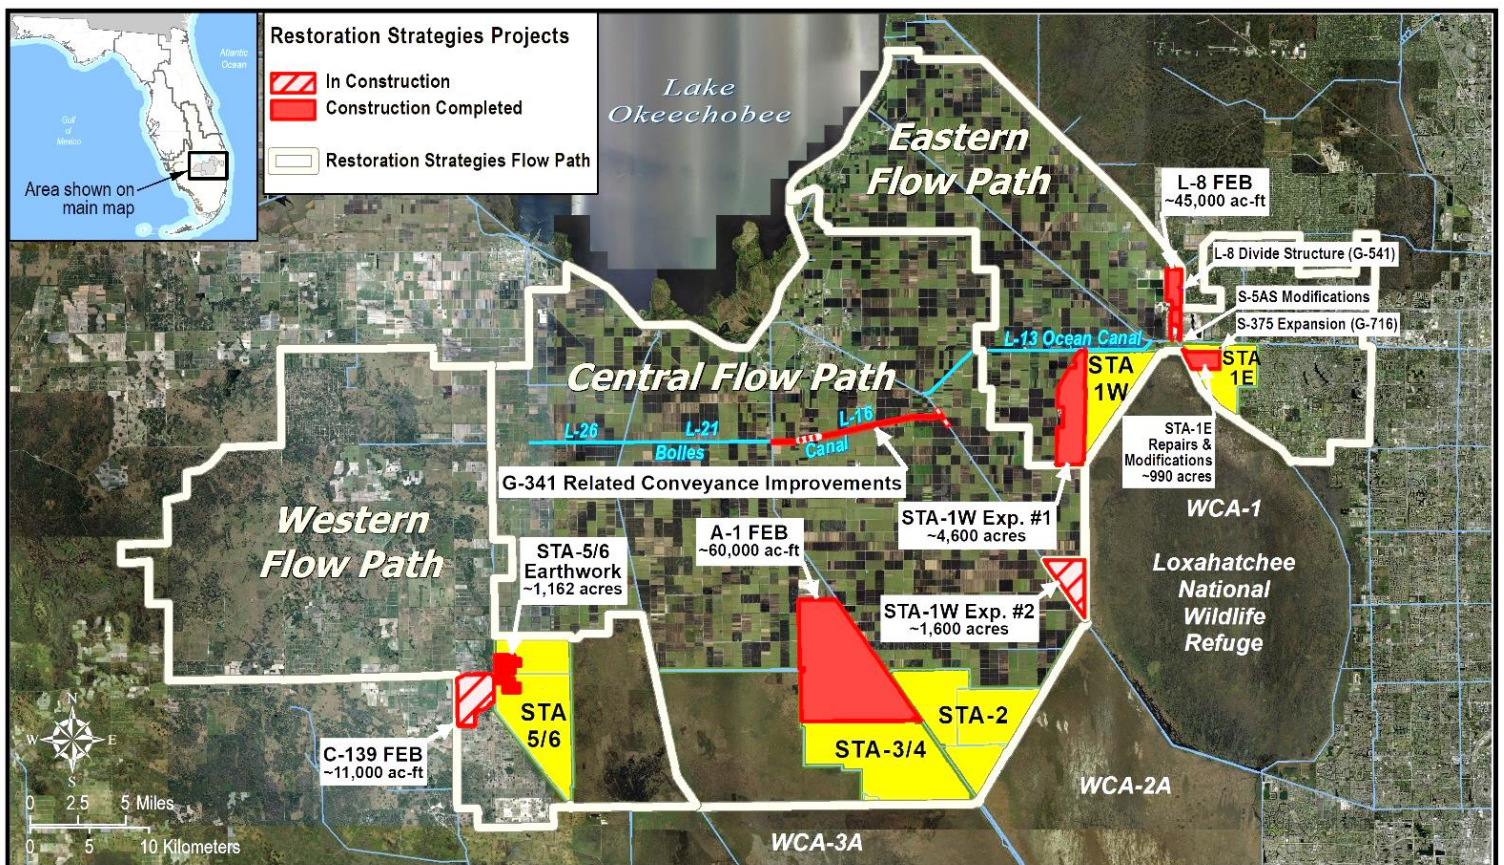 Atlantic
Ocean
Gulf
of
Mexico
Area shown on
main map
Restoration Strategies Projects
In Construction
Construction Completed
Restoration Strategies Flow Path
Lake
Okeechobee
Eastern
Flow Path
L-8 FEB
~45,000 ac-ft
L-8 Divide Structure (G-541)
S-5AS Modifications
S-375 Expansion (G-716)
L-13 Ocean Canal
STA
1W
STA
1E
Central Flow Path
L-26
L-21
L-16
Bolles
Canal
G-341 Related Conveyance Improvements
STA-1E
Repairs &
Modifications
~990 acres
WCA-1
Loxahatchee
National
Wildlife
Refuge
STA-1W Exp. #1
~4,600 acres
Western
Flow Path
STA-5/6
Earthwork
~1,162 acres
A-1 FEB
~60,000 ac-ft
STA-1W Exp. #2
~1,600 acres
STA
5/6
STA-2
STA-3/4
C-139 FEB
~11,000 ac-ft
WCA-2A
WCA-3A
N
W E
S
0 2.5 5 Miles
0 5 10 Kilometers